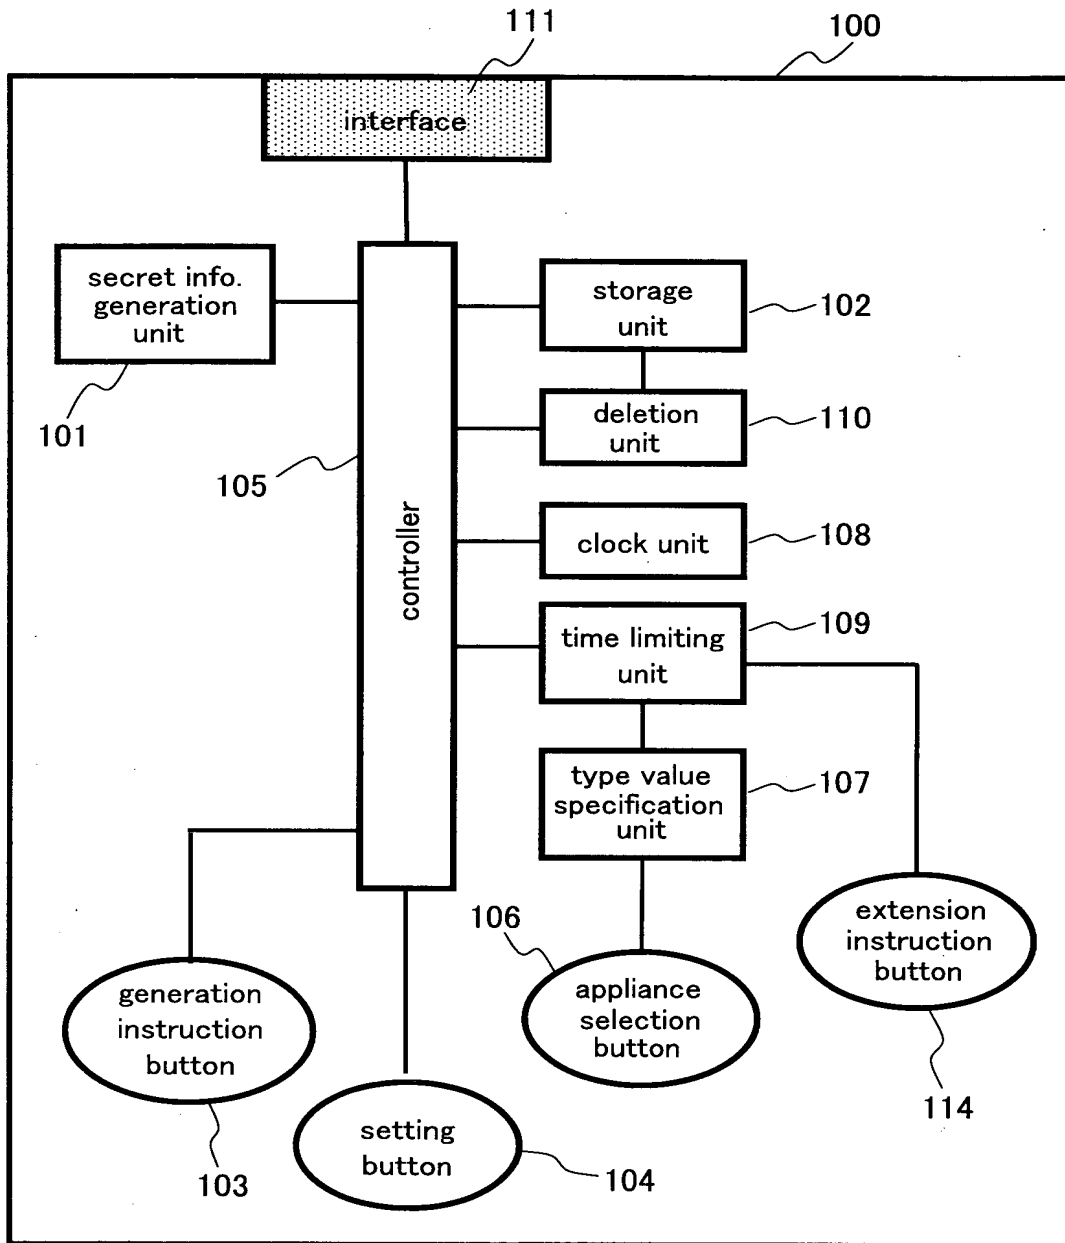 111
100
interface
secret info.
generation
unit
101
storage
unit
102
deletion
unit
110
105
controller
clock unit
108
time limiting
unit
109
type value
specification
unit
107
106
extension
instruction
button
114
generation
instruction
button
103
appliance
selection
button
setting
button
104